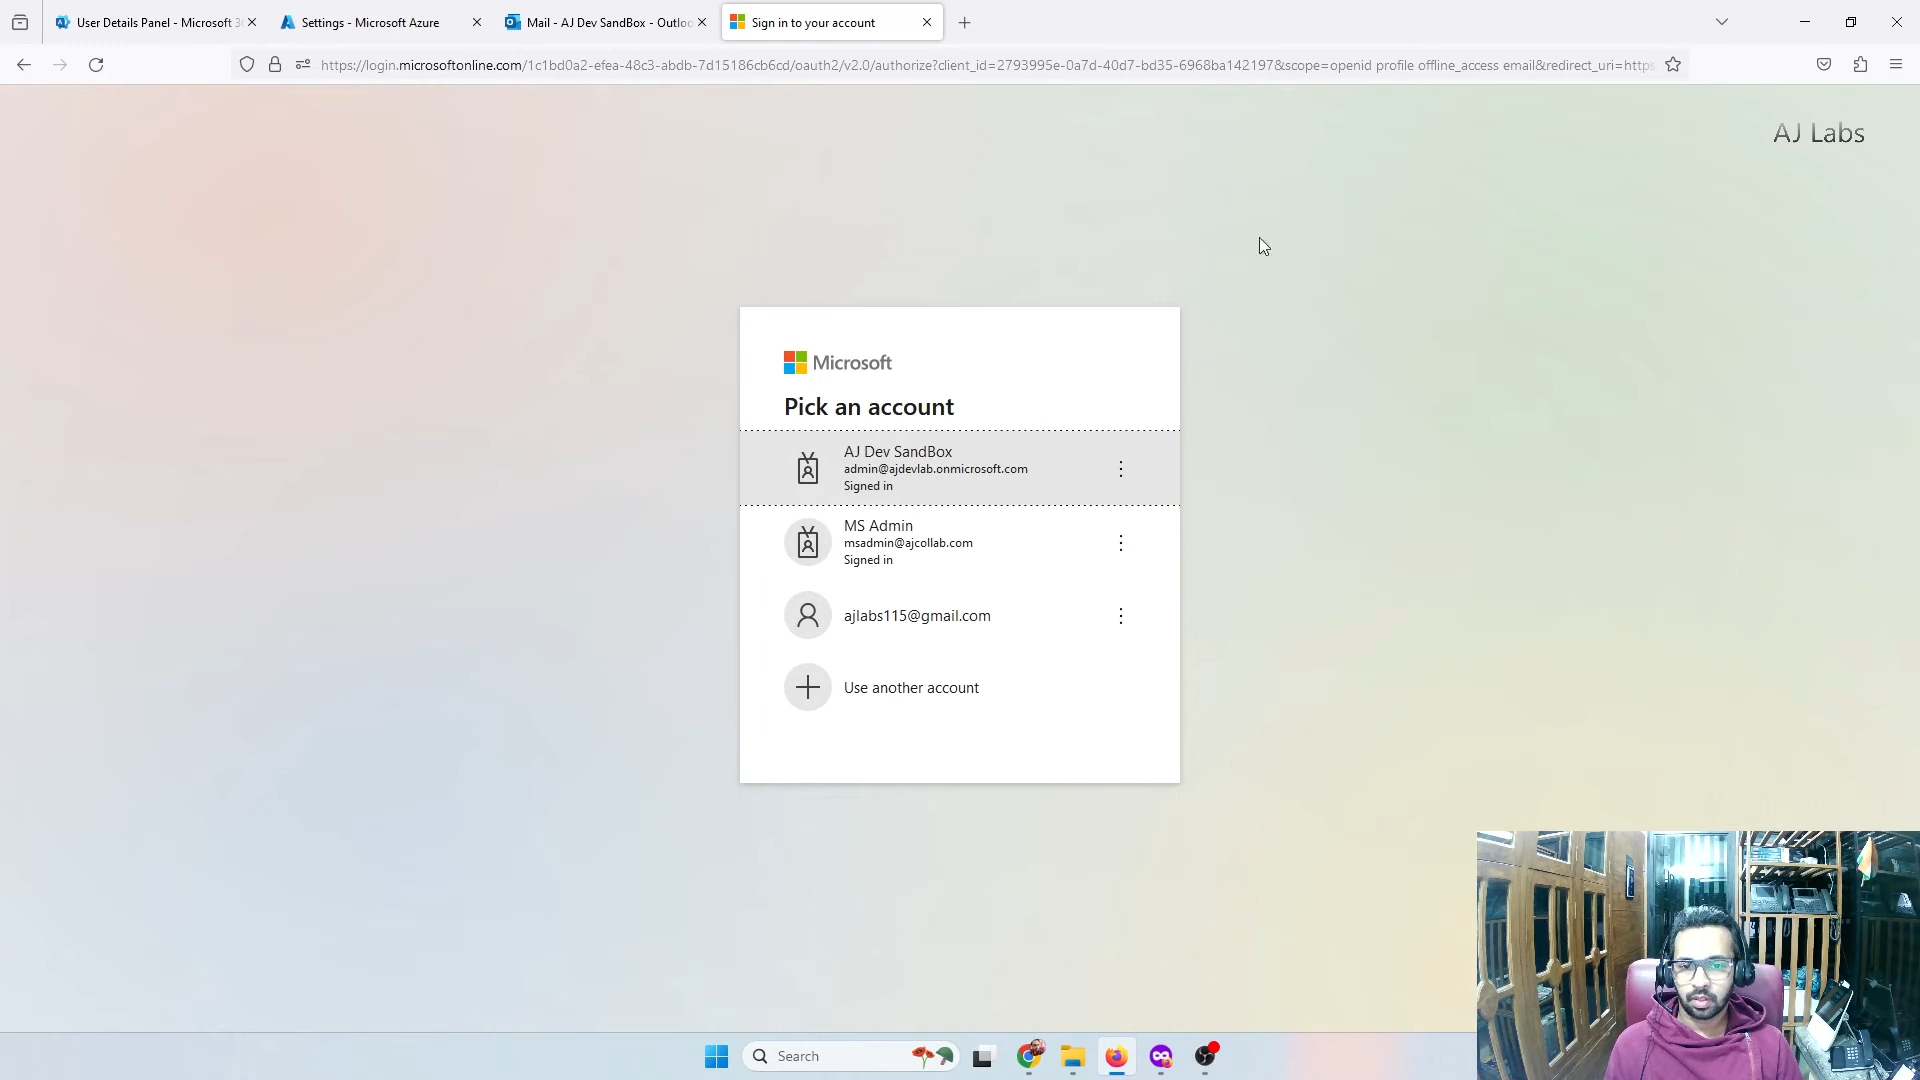 User Details Panel - Microsoft 3
Settings - Microsoft Azure
Mail - AJ Dev SandBox - Outloo
Sign in to your account
https://login.microsoftonline.com/1c1bd0a2-efea-48c3-abdb-7d15186cb6cd/oauth2/v2.0/authorize?client_id=2793995e-0a7d-40d7-bd35-6968ba142197&scope=openid profile offline_access email&redirect_uri=https
AJ Labs
Microsoft
Pick an account
AJ Dev SandBox
admin@ajdevlab.onmicrosoft.com
Signed in
MS Admin
msadmin@ajcollab.com
Signed in
ajlabs115@gmail.com
Use another account
Search